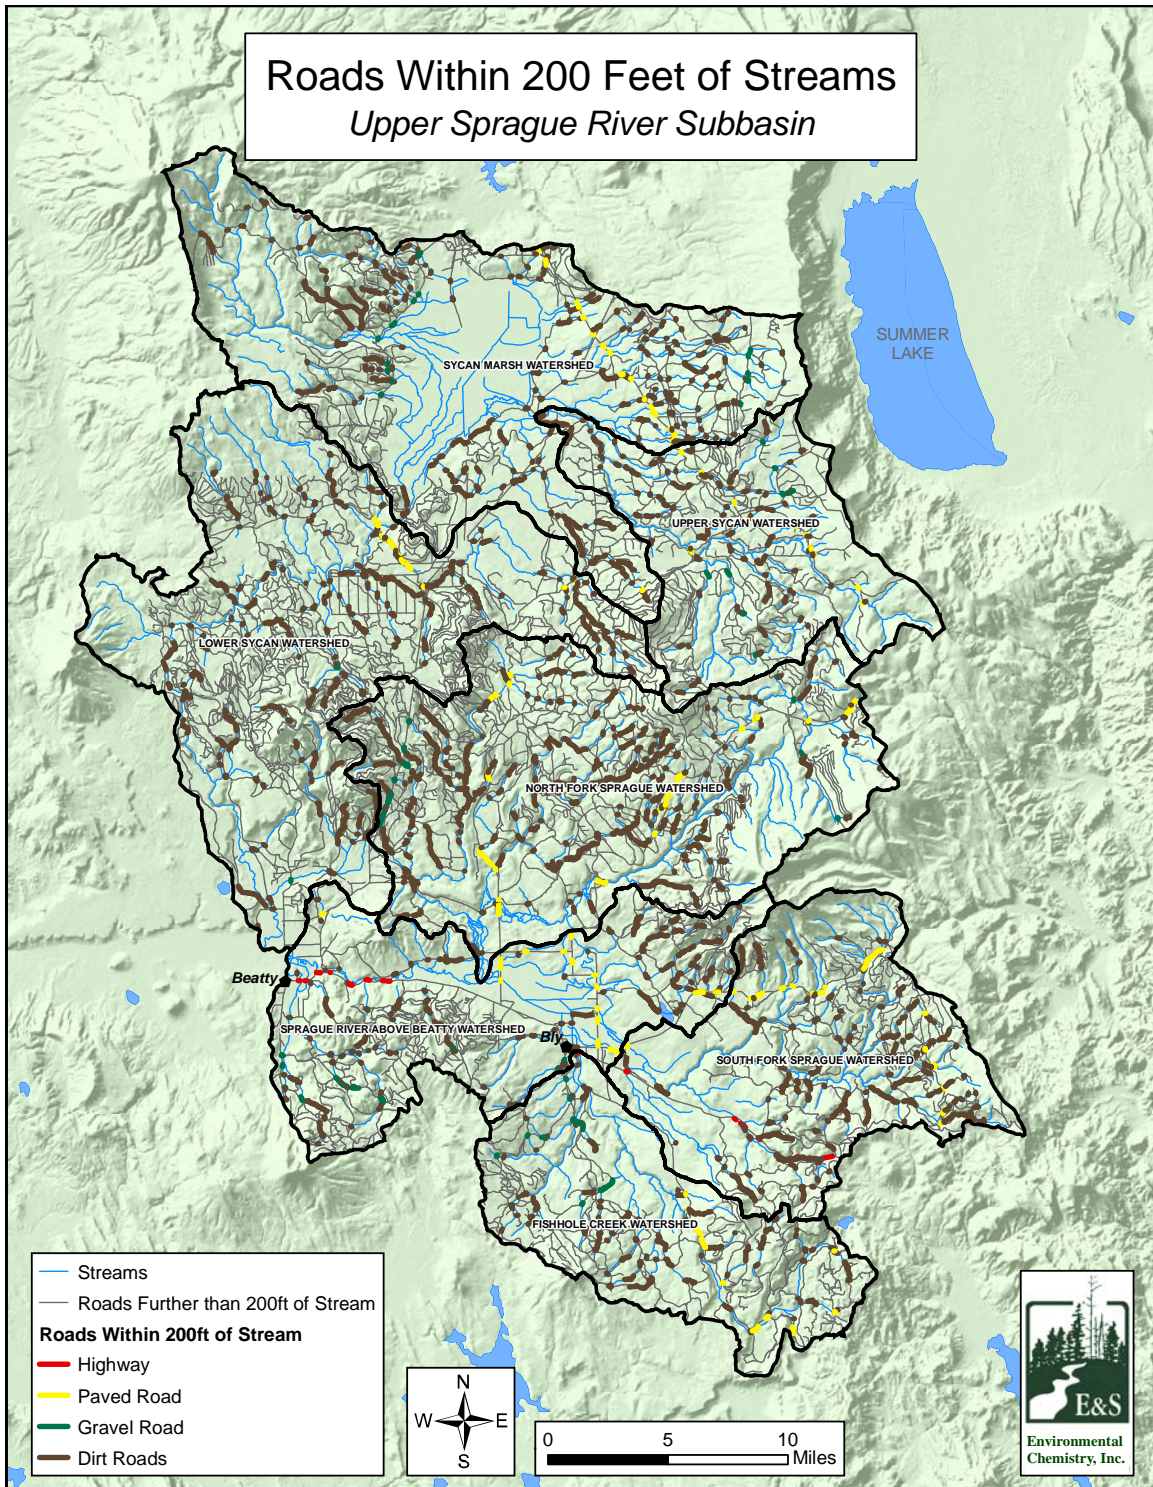 Roads Within 200 Feet of Streams
Upper Sprague River Subbasin
SUMMER
LAKE
SYCAN MARSH WATERSHED
UPPER SYCAN WATERSHED
LOWER SYCAN WATERSHED
NORTH FORK SPRAGUE WATERSHED
Beatty
SPRAGUE RIVER ABOVE BEATTY WATERSHED
Bly
SOUTH FORK SPRAGUE WATERSHED
FISHHOLE CREEK WATERSHED
Streams
Roads Further than 200ft of Stream
Roads Within 200ft of Stream
Highway
Paved Road
Gravel Road
Dirt Roads
N
W E
S
0 5 10
Miles
E&S
Environmental
Chemistry, Inc.